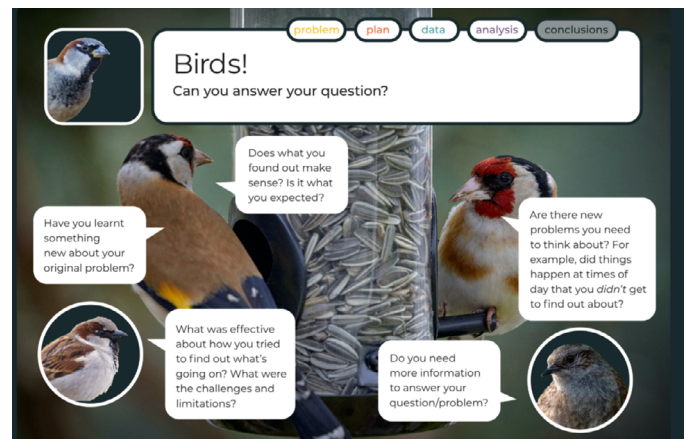 problem
plan
data
analysis
conclusions
Birds!
Can you answer your question?
Does what you
found out make
sense? Is it what
you expected?
Have you learnt
something
new about your
original problem?
Are there new
problems you need
to think about? For
example, did things
happen at times of
day that you didn't get
to find out about?
What was effective
about how you tried
to find out what's
going on? What were
the challenges and
limitations?
Do you need
more information
to answer your
question/problem?